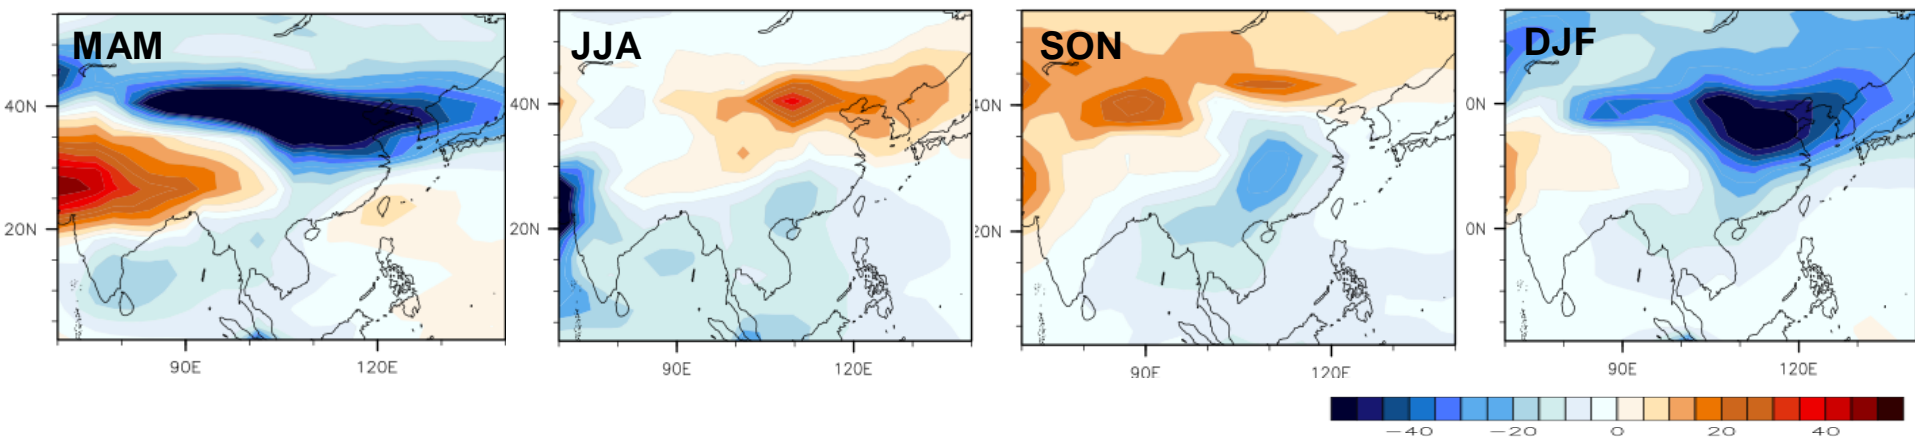 MAM JJA SON DJF
40N 40N 40N 0N
20N 20N 20N 0N
90E 120E 90E 120E 90E 120E 90E 120E
−40 −20 0 20 40